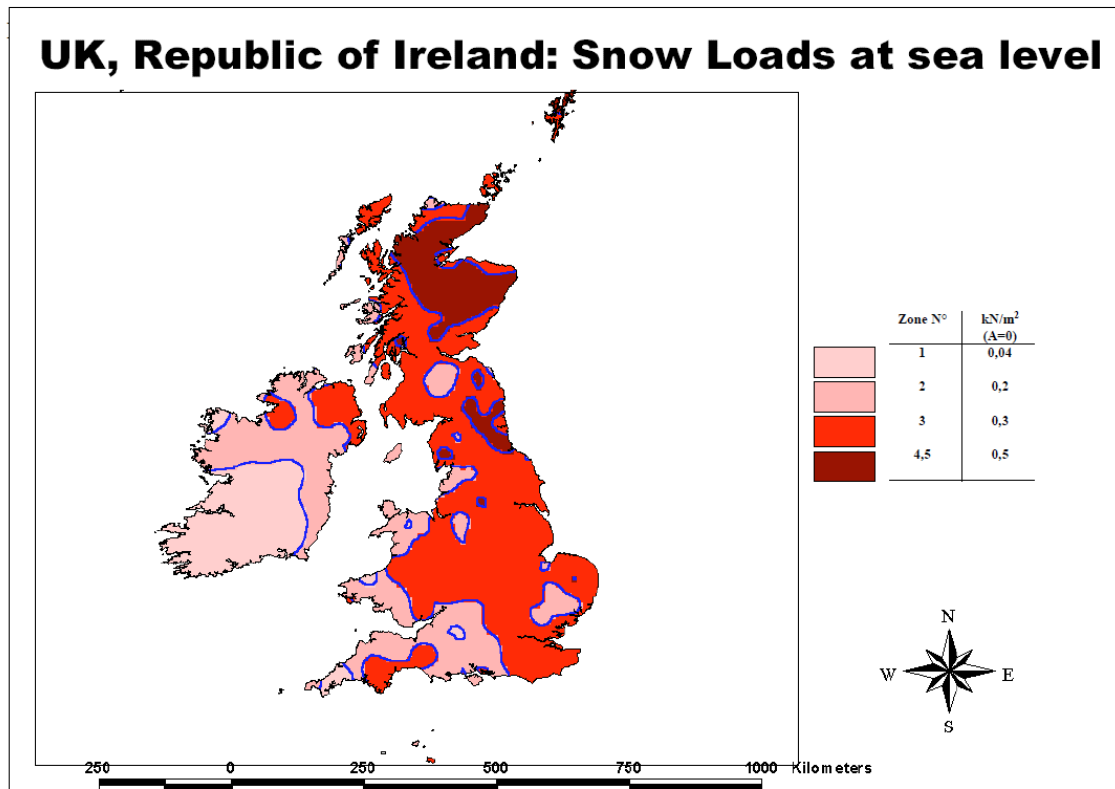 UK, Republic of Ireland: Snow Loads at sea level
Zone N° kN/m²
(A=0)
1 0,04
2 0,2
3 0,3
4,5 0,5
N
W E
S
250 0 250 500 750 1000 Kilometers